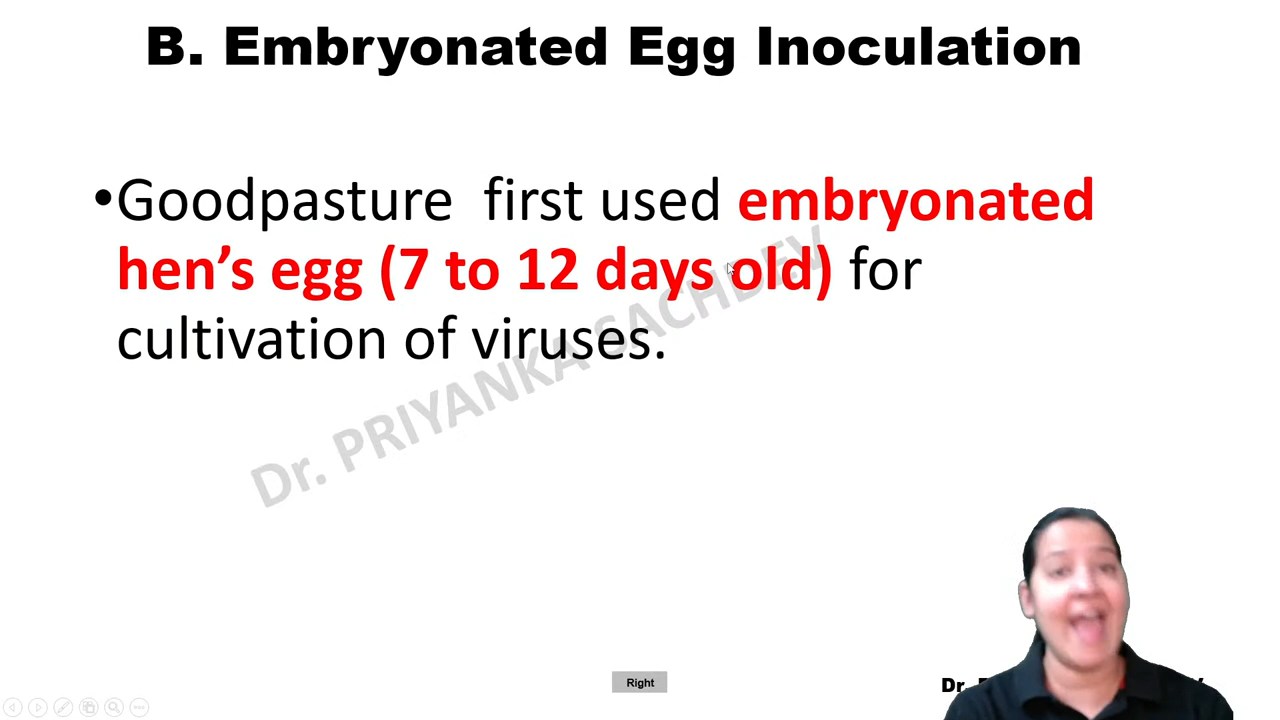 B. Embryonated Egg Inoculation
•Goodpasture first used embryonated
hen’s egg (7 to 12 days old) for
cultivation of viruses.
Dr. PRIYANKA SACHDEV
Right
Dr.